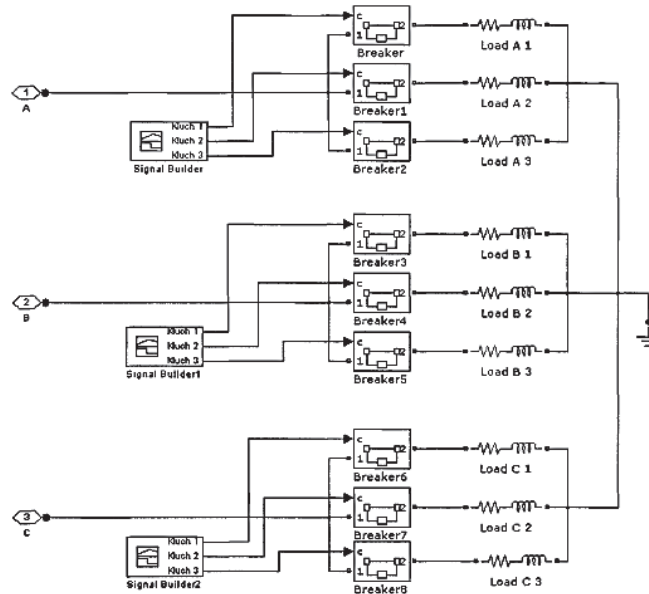 c 2
1
Breaker
Load A 1
1
A
c 2
1
Breaker1
Load A 2
Kluch 1
Kluch 2
Kluch 3
Signal Builder
c 2
1
Breaker2
Load A 3
c 2
1
Breaker3
Load B 1
2
B
c 2
1
Breaker4
Load B 2
Kluch 1
Kluch 2
Kluch 3
Signal Builder1
c 2
1
Breaker5
Load B 3
c 2
1
Breaker6
Load C 1
3
C
c 2
1
Breaker7
Load C 2
Kluch 1
Kluch 2
Kluch 3
Signal Builder2
c 2
1
Breaker8
Load C 3